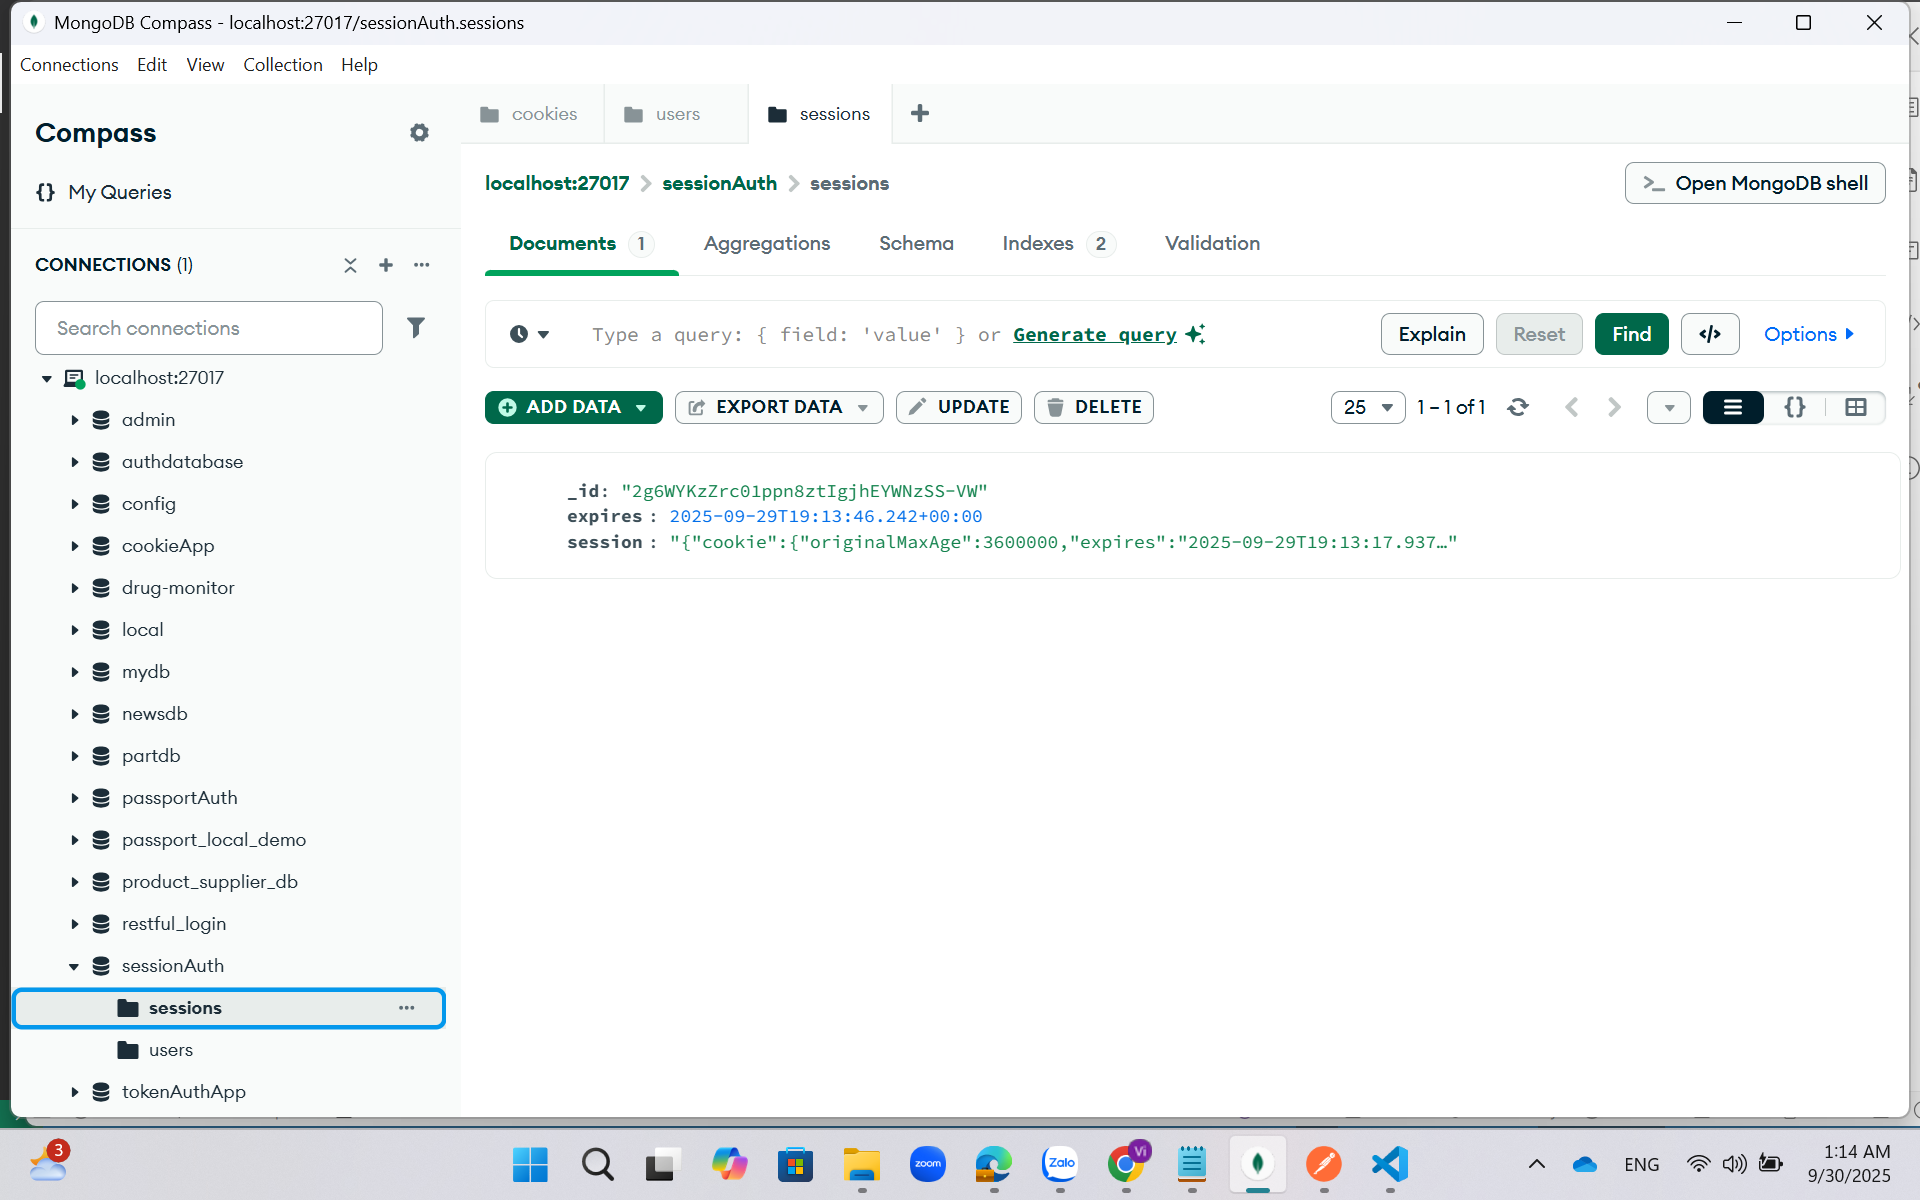 MongoDB Compass - localhost:27017/sessionAuth.sessions
Connections Edit View Collection Help
Compass
{} My Queries
CONNECTIONS (1)
Search connections
localhost:27017
admin
authdatabase
config
cookieApp
drug-monitor
local
mydb
newsdb
partdb
passportAuth
passport_local_demo
product_supplier_db
restful_login
sessionAuth
sessions
users
tokenAuthApp
cookies users sessions
localhost:27017 sessionAuth sessions
>_ Open MongoDB shell
Documents 1 Aggregations Schema Indexes 2 Validation
Type a query: { field: 'value' } or Generate query
Explain Reset Find </> Options
ADD DATA EXPORT DATA UPDATE DELETE
25 1 – 1 of 1 {}
_id: "2g6WYKzZrc01ppn8ztIgjhEYWNzSS-VW"
expires : 2025-09-29T19:13:46.242+00:00
session : "{"cookie":{"originalMaxAge":3600000,"expires":"2025-09-29T19:13:17.937…"
3
zoom
Zalo
Vi
ENG
1:14 AM
9/30/2025